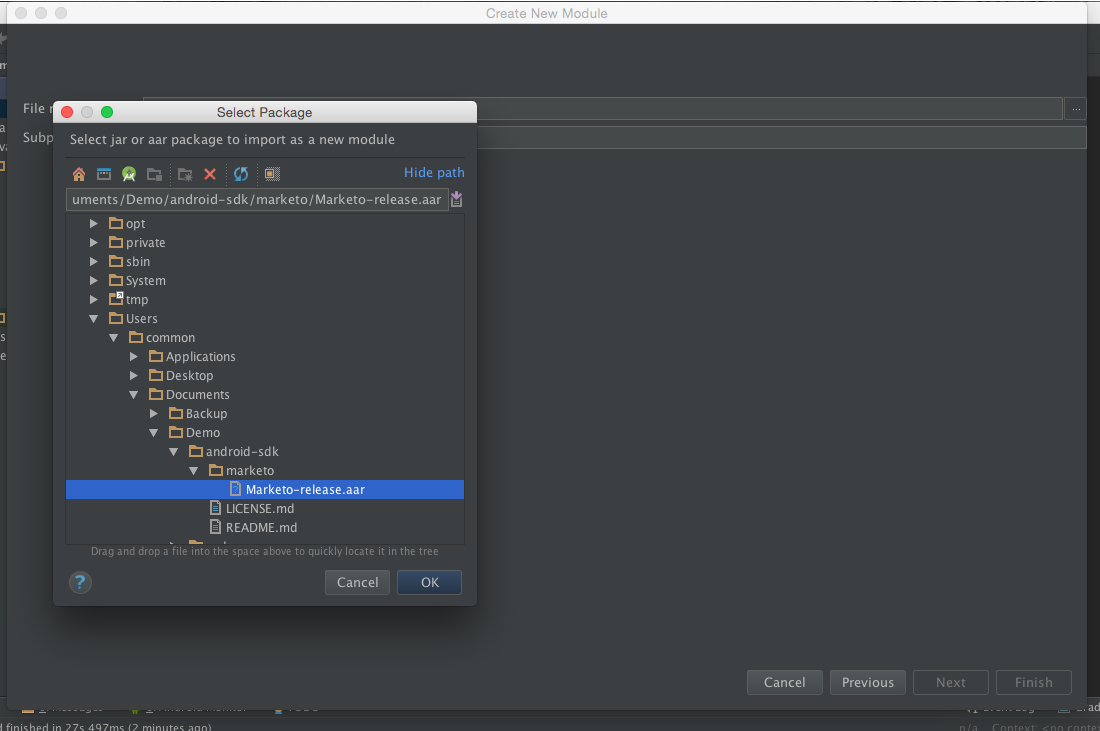 Create New Module
File
Select Package
Select jar or aar package to import as a new module
Subp
...
Hide path
uments/Demo/android-sdk/marketo/Marketo-release.aar
opt
private
sbin
System
tmp
Users
common
Applications
Desktop
Documents
Backup
Demo
android-sdk
marketo
Marketo-release.aar
LICENSE.md
README.md
Drag and drop a file into the space above to quickly locate it in the tree
?
Cancel
OK
Cancel
Previous
Next
Finish
d finished in 27s 497ms (2 minutes ago)
n/a
Context: <no conte